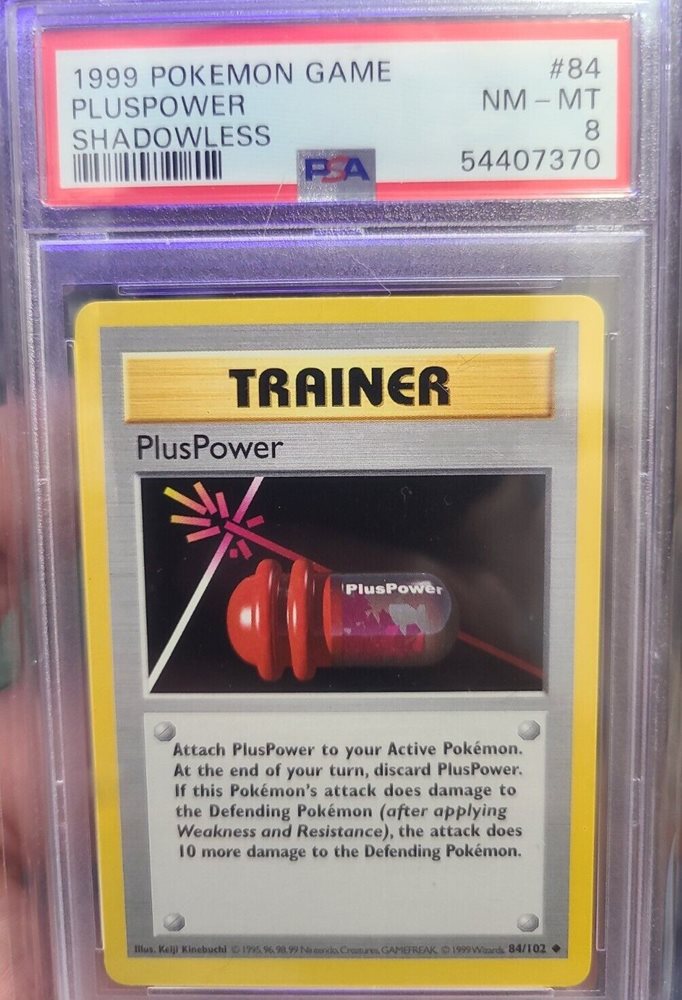 1999 POKEMON GAME #84
PLUSPOWER NM - MT
SHADOWLESS 8
PSA 54407370
TRAINER
PlusPower
PlusPower
Attach PlusPower to your Active Pokémon.
At the end of your turn, discard PlusPower.
If this Pokémon's attack does damage to
the Defending Pokémon (after applying
Weakness and Resistance), the attack does
10 more damage to the Defending Pokémon.
Illus. Keiji Kinebuchi © 1995, 96, 98, 99 Nintendo, Creatures, GAMEFREAK. © 1999 Wizards. 84/102